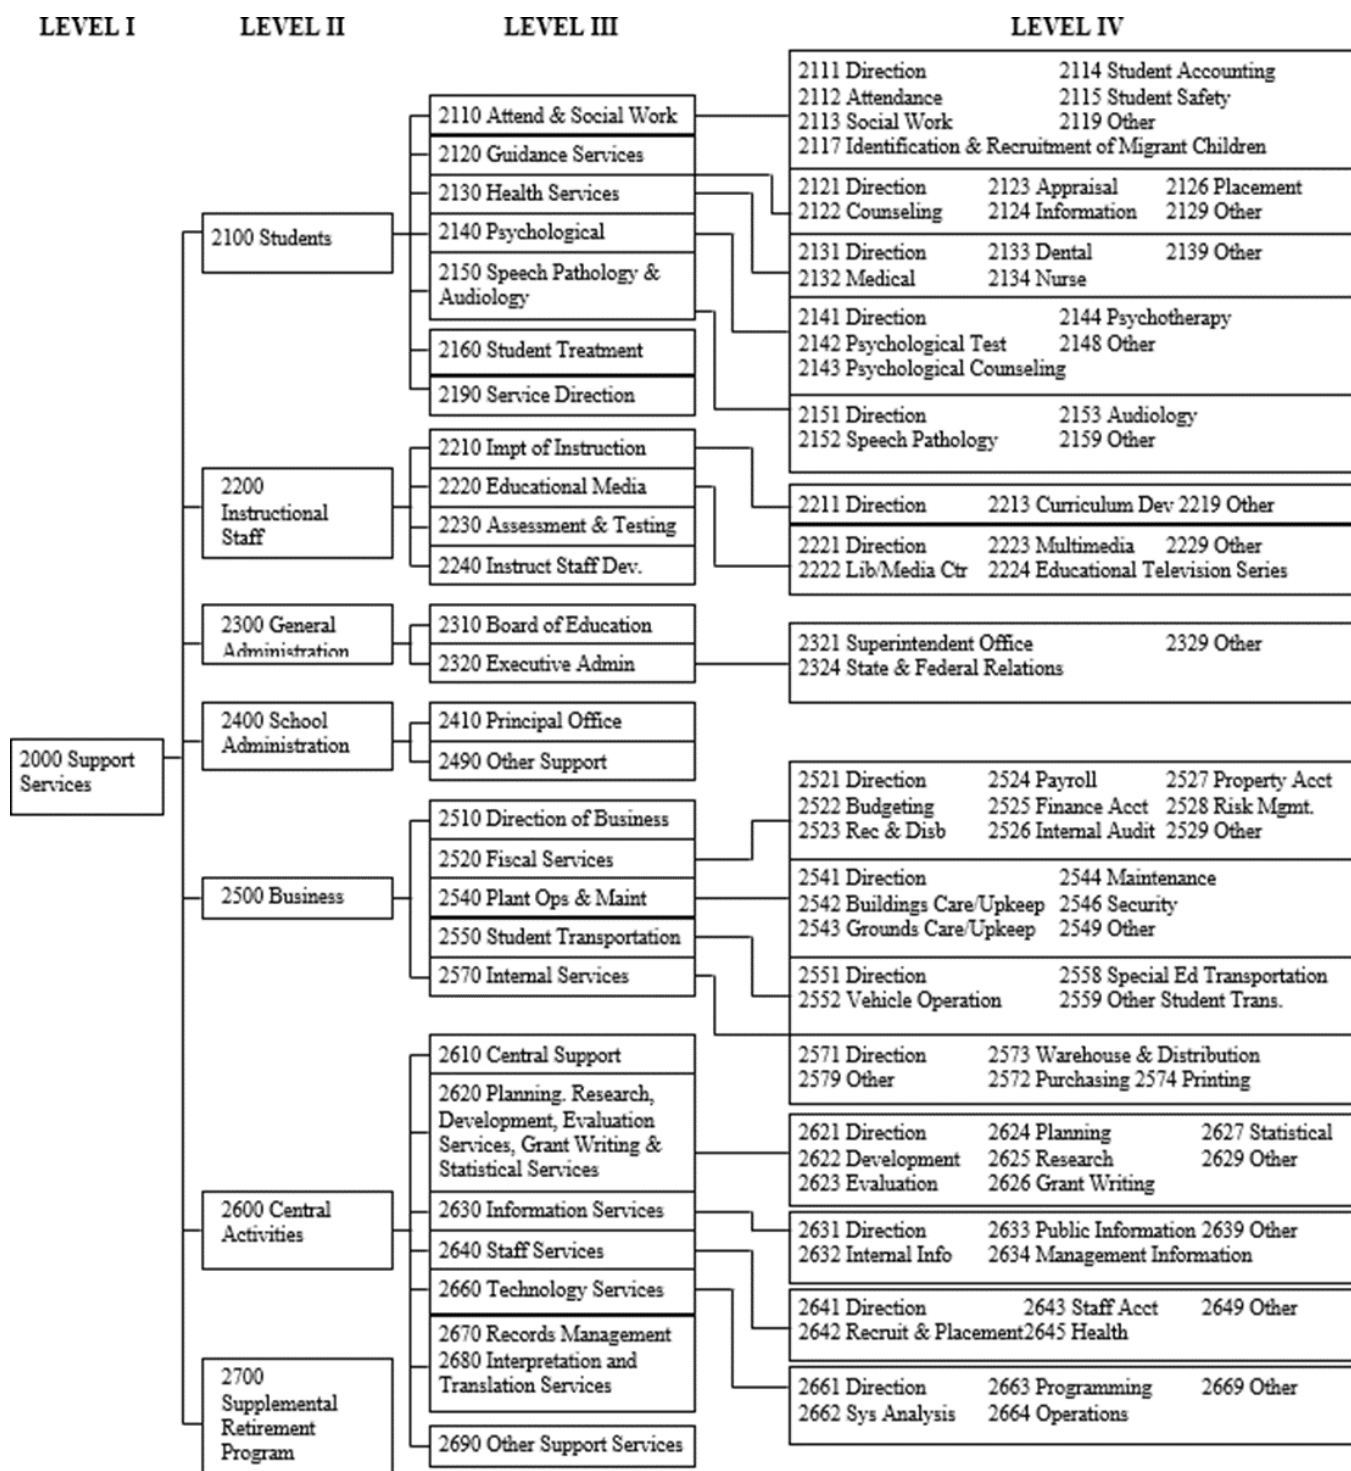 LEVEL I
LEVEL II
LEVEL III
LEVEL IV
2000 Support
Services
2100 Students
2200
Instructional
Staff
2300 General
Administration
2400 School
Administration
2500 Business
2600 Central
Activities
2700
Supplemental
Retirement
Program
2110 Attend & Social Work
2120 Guidance Services
2130 Health Services
2140 Psychological
2150 Speech Pathology &
Audiology
2160 Student Treatment
2190 Service Direction
2210 Impt of Instruction
2220 Educational Media
2230 Assessment & Testing
2240 Instruct Staff Dev.
2310 Board of Education
2320 Executive Admin
2410 Principal Office
2490 Other Support
2510 Direction of Business
2520 Fiscal Services
2540 Plant Ops & Maint
2550 Student Transportation
2570 Internal Services
2610 Central Support
2620 Planning. Research,
Development, Evaluation
Services, Grant Writing &
Statistical Services
2630 Information Services
2640 Staff Services
2660 Technology Services
2670 Records Management
2680 Interpretation and
Translation Services
2690 Other Support Services
2111 Direction 2114 Student Accounting
2112 Attendance 2115 Student Safety
2113 Social Work 2119 Other
2117 Identification & Recruitment of Migrant Children
2121 Direction 2123 Appraisal 2126 Placement
2122 Counseling 2124 Information 2129 Other
2131 Direction 2133 Dental 2139 Other
2132 Medical 2134 Nurse
2141 Direction 2144 Psychotherapy
2142 Psychological Test 2148 Other
2143 Psychological Counseling
2151 Direction 2153 Audiology
2152 Speech Pathology 2159 Other
2211 Direction 2213 Curriculum Dev 2219 Other
2221 Direction 2223 Multimedia 2229 Other
2222 Lib/Media Ctr 2224 Educational Television Series
2321 Superintendent Office 2329 Other
2324 State & Federal Relations
2521 Direction 2524 Payroll 2527 Property Acct
2522 Budgeting 2525 Finance Acct 2528 Risk Mgmt.
2523 Rec & Disb 2526 Internal Audit 2529 Other
2541 Direction 2544 Maintenance
2542 Buildings Care/Upkeep 2546 Security
2543 Grounds Care/Upkeep 2549 Other
2551 Direction 2558 Special Ed Transportation
2552 Vehicle Operation 2559 Other Student Trans.
2571 Direction 2573 Warehouse & Distribution
2579 Other 2572 Purchasing 2574 Printing
2621 Direction 2624 Planning 2627 Statistical
2622 Development 2625 Research 2629 Other
2623 Evaluation 2626 Grant Writing
2631 Direction 2633 Public Information 2639 Other
2632 Internal Info 2634 Management Information
2641 Direction 2643 Staff Acct 2649 Other
2642 Recruit & Placement2645 Health
2661 Direction 2663 Programming 2669 Other
2662 Sys Analysis 2664 Operations